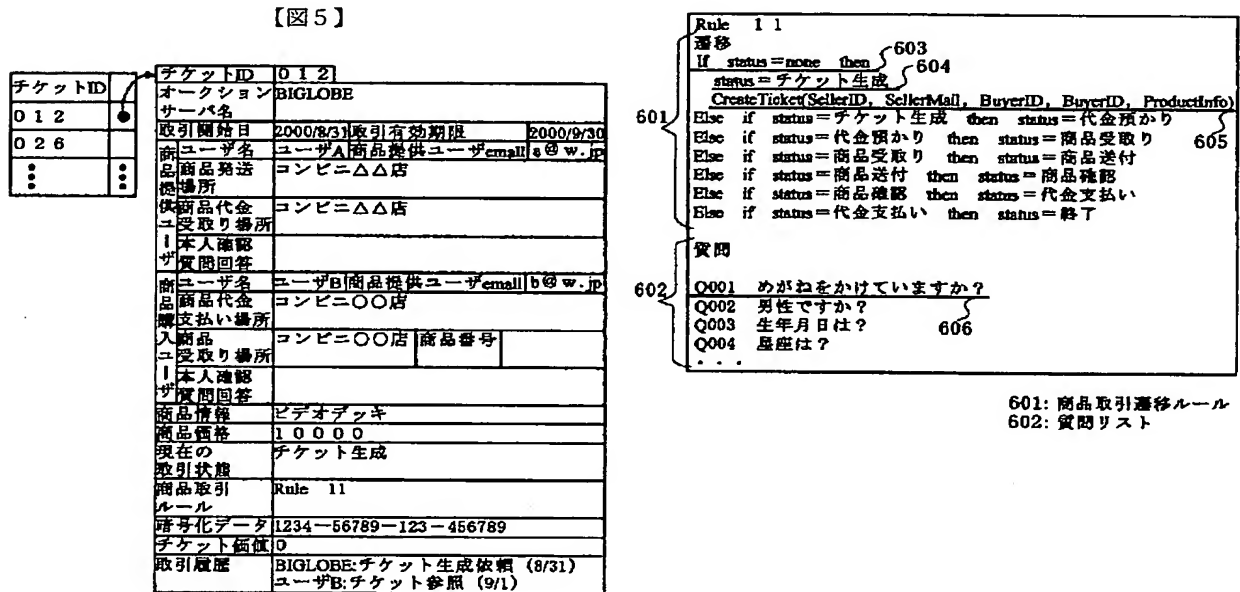 【図5】
チケットID
012
026
チケットID 012
オークション BIGLOBE
サーバ名
取引開始日 2000/8/31 取引有効期限 2000/9/30
商品提供ユーザ
ユーザ名 ユーザA 商品提供ユーザemail a@w.jp
商品発送 コンビニ△△店
場所
商品代金 コンビニ△△店
受取り場所
本人確認
質問回答
商品購入ユーザ
ユーザ名 ユーザB 商品提供ユーザemail b@w.jp
商品代金 コンビニ○○店
支払い場所
商品 コンビニ○○店 商品番号
受取り場所
本人確認
質問回答
商品情報 ビデオデッキ
商品価格 10000
現在の チケット生成
取引状態
商品取引 Rule 11
ルール
暗号化データ 1234-56789-123-456789
チケット価値 0
取引履歴 BIGLOBE:チケット生成依頼 (8/31)
ユーザB:チケット参照 (9/1)
Rule 11
遷移
If status=none then 603
status=チケット生成 604
CreateTicket(SellerID, SellerMail, BuyerID, BuyerID, ProductInfo)
601
605
Else if status=チケット生成 then status=代金預かり
Else if status=代金預かり then status=商品受取り
Else if status=商品受取り then status=商品送付
Else if status=商品送付 then status=商品確認
Else if status=商品確認 then status=代金支払い
Else if status=代金支払い then status=終了
質問
602
Q001 めがねをかけていますか?
Q002 男性ですか?
606
Q003 生年月日は?
Q004 星座は?
・・・
601: 商品取引遷移ルール
602: 質問リスト